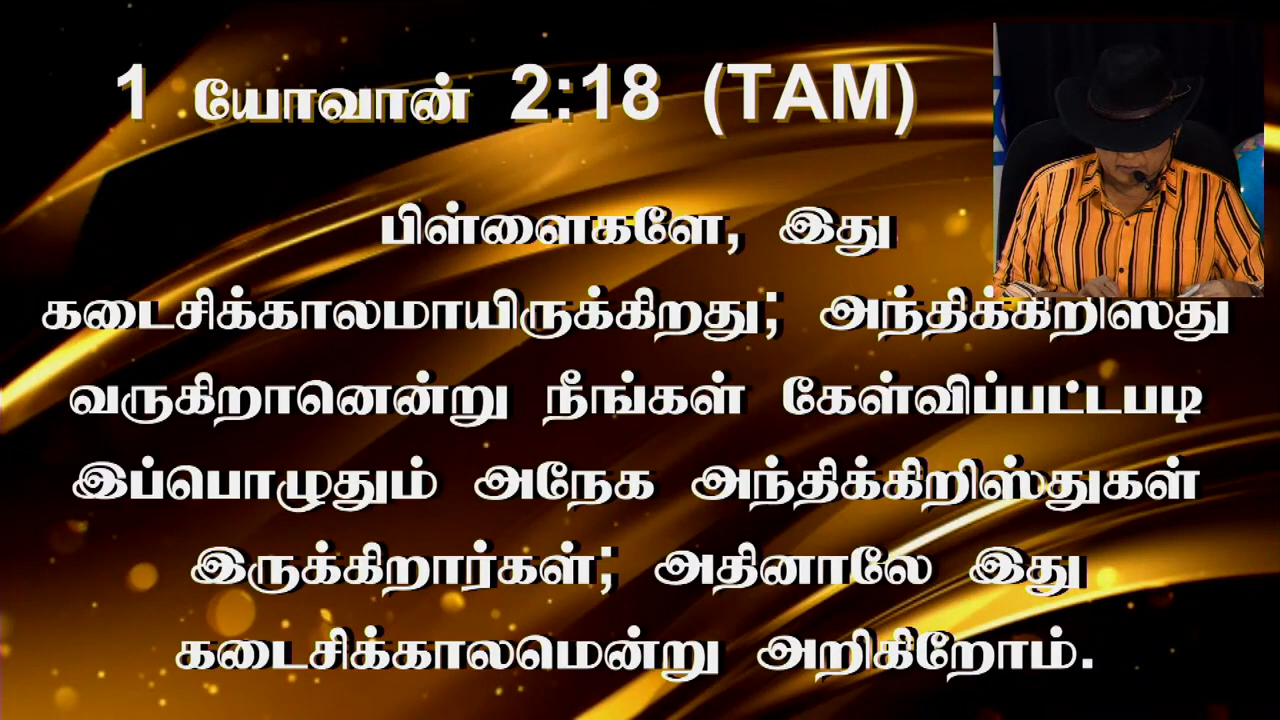 1 யோவான் 2:18 (TAM)
பிள்ளைகளே, இது
கடைசிக்காலமாயிருக்கிறது; அந்திக்கிறிஸ்து
வருகிறானென்று நீங்கள் கேள்விப்பட்டபடி
இப்பொழுதும் அநேக அந்திக்கிறிஸ்துகள்
இருக்கிறார்கள்; அதினாலே இது
கடைசிக்காலமென்று அறிகிறோம்.